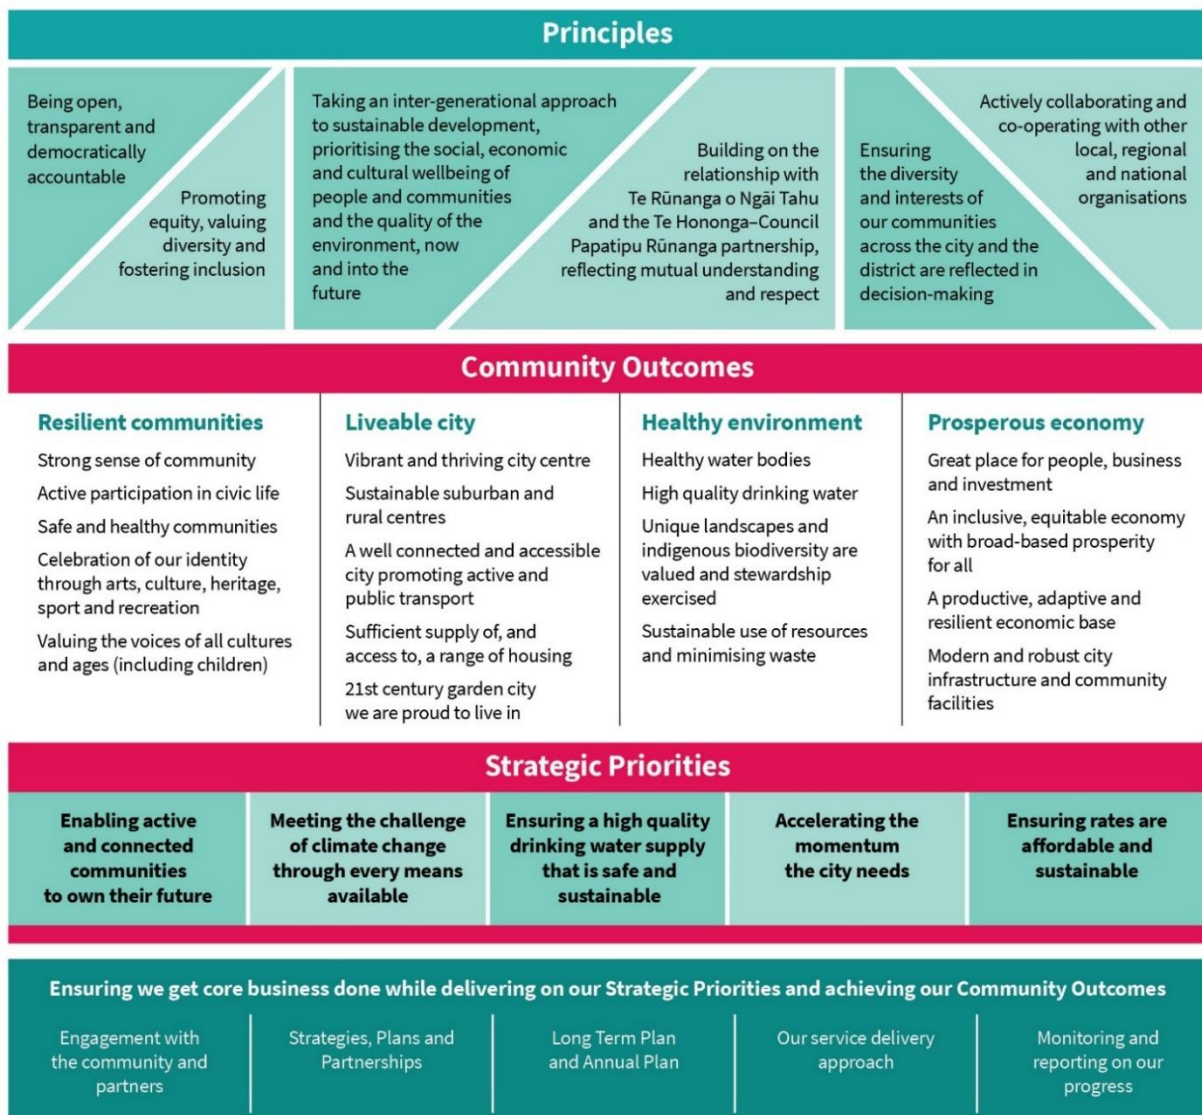 Principles
Being open,
transparent and
democratically
accountable
Promoting
equity, valuing
diversity and
fostering inclusion
Taking an inter-generational approach
to sustainable development,
prioritising the social, economic
and cultural wellbeing of
people and communities
and the quality of the
environment, now
and into the
future
Building on the
relationship with
Te Rūnanga o Ngāi Tahu
and the Te Hononga–Council
Papatipu Rūnanga partnership,
reflecting mutual understanding
and respect
Ensuring
the diversity
and interests of
our communities
across the city and the
district are reflected in
decision-making
Actively collaborating and
co-operating with other
local, regional
and national
organisations
Community Outcomes
Resilient communities
Strong sense of community
Active participation in civic life
Safe and healthy communities
Celebration of our identity
through arts, culture, heritage,
sport and recreation
Valuing the voices of all cultures
and ages (including children)
Liveable city
Vibrant and thriving city centre
Sustainable suburban and
rural centres
A well connected and accessible
city promoting active and
public transport
Sufficient supply of, and
access to, a range of housing
21st century garden city
we are proud to live in
Healthy environment
Healthy water bodies
High quality drinking water
Unique landscapes and
indigenous biodiversity are
valued and stewardship
exercised
Sustainable use of resources
and minimising waste
Prosperous economy
Great place for people, business
and investment
An inclusive, equitable economy
with broad-based prosperity
for all
A productive, adaptive and
resilient economic base
Modern and robust city
infrastructure and community
facilities
Strategic Priorities
Enabling active
and connected
communities
to own their future
Meeting the challenge
of climate change
through every means
available
Ensuring a high quality
drinking water supply
that is safe and
sustainable
Accelerating the
momentum
the city needs
Ensuring rates are
affordable and
sustainable
Ensuring we get core business done while delivering on our Strategic Priorities and achieving our Community Outcomes
Engagement with
the community and
partners
Strategies, Plans and
Partnerships
Long Term Plan
and Annual Plan
Our service delivery
approach
Monitoring and
reporting on our
progress